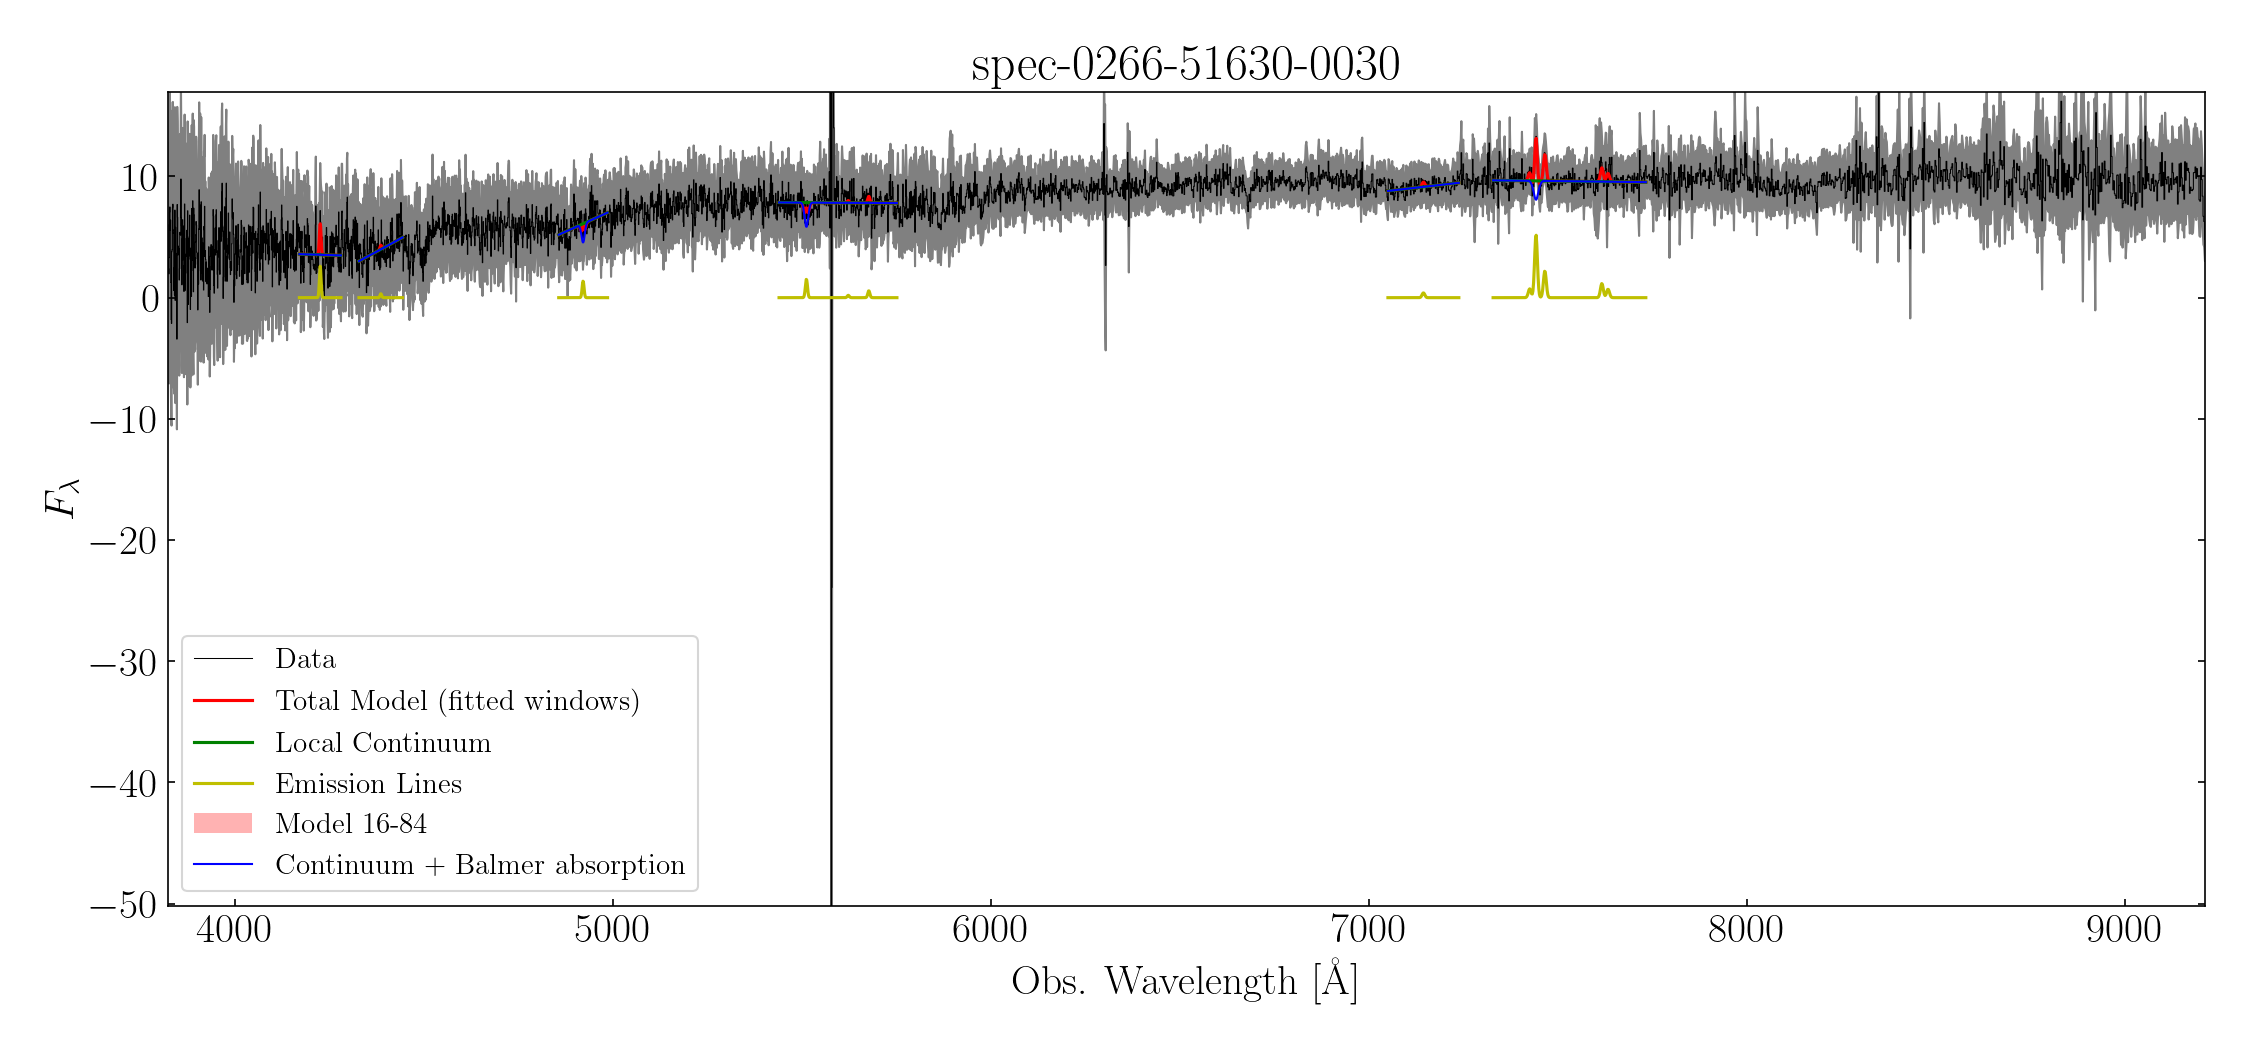 spec-0266-51630-0030
10
0
−10
−20
−30
−40
−50
F_λ
Data
Total Model (fitted windows)
Local Continuum
Emission Lines
Model 16-84
Continuum + Balmer absorption
4000 5000 6000 7000 8000 9000
Obs. Wavelength [Å]